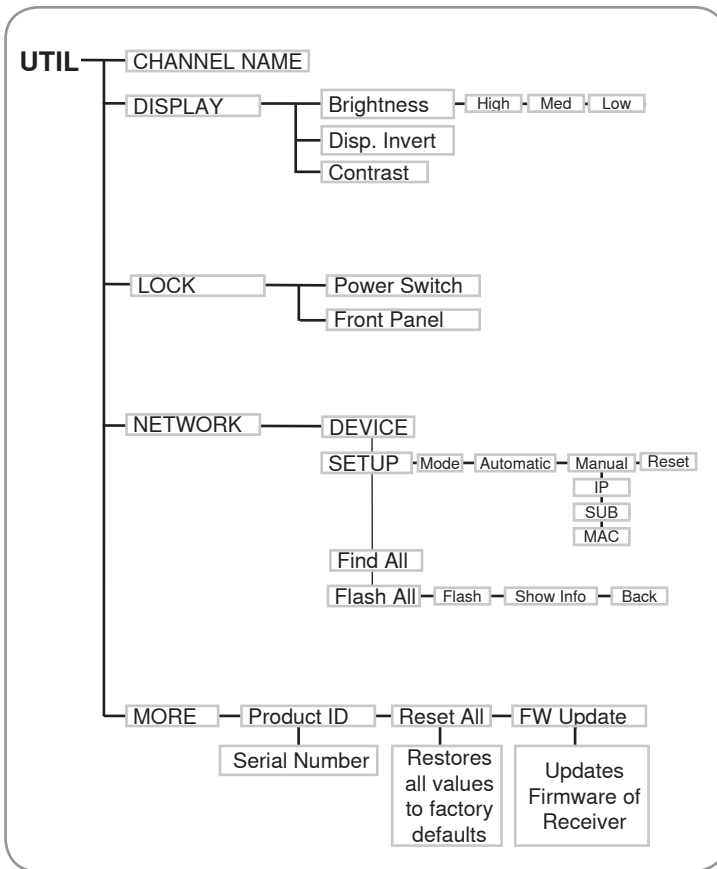 UTIL
CHANNEL NAME
DISPLAY
Brightness
High
Med
Low
Disp. Invert
Contrast
LOCK
Power Switch
Front Panel
NETWORK
DEVICE
SETUP
Mode
Automatic
Manual
Reset
IP
SUB
MAC
Find All
Flash All
Flash
Show Info
Back
MORE
Product ID
Reset All
FW Update
Serial Number
Restores
all values
to factory
defaults
Updates
Firmware of
Receiver